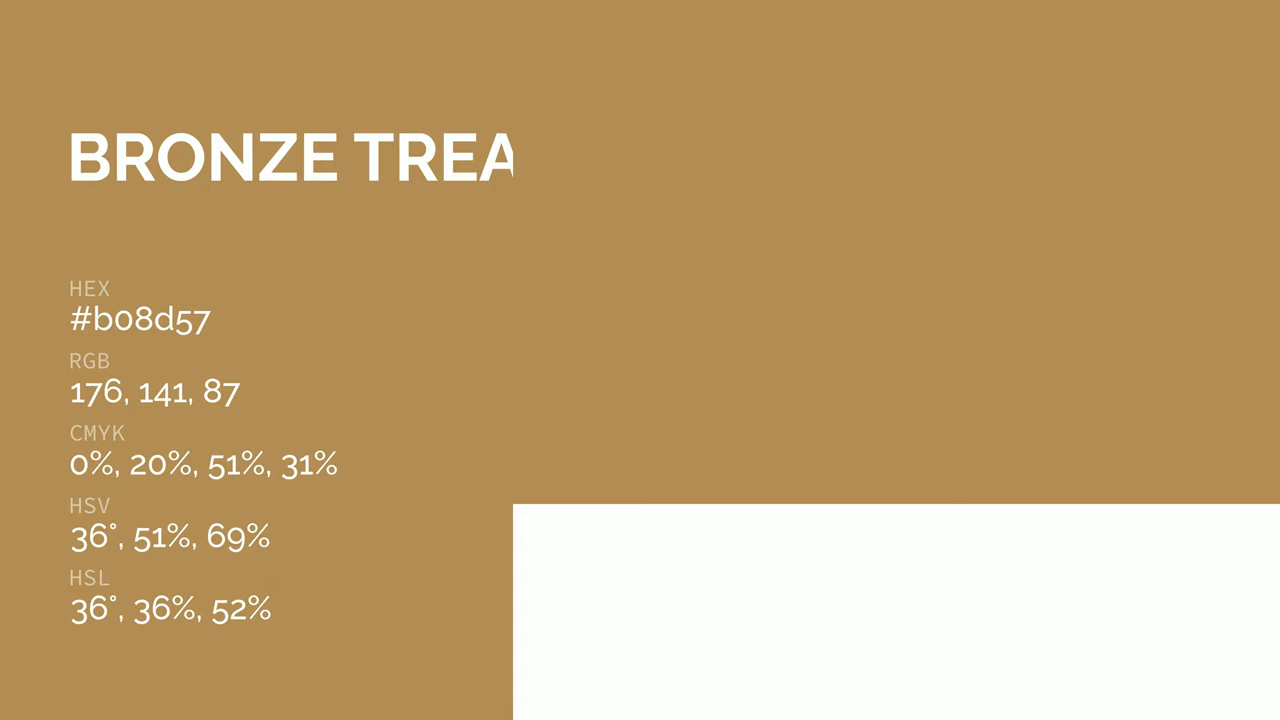 BRONZE TREA
HEX
#b08d57
RGB
176, 141, 87
CMYK
0%, 20%, 51%, 31%
HSV
36°, 51%, 69%
HSL
36°, 36%, 52%